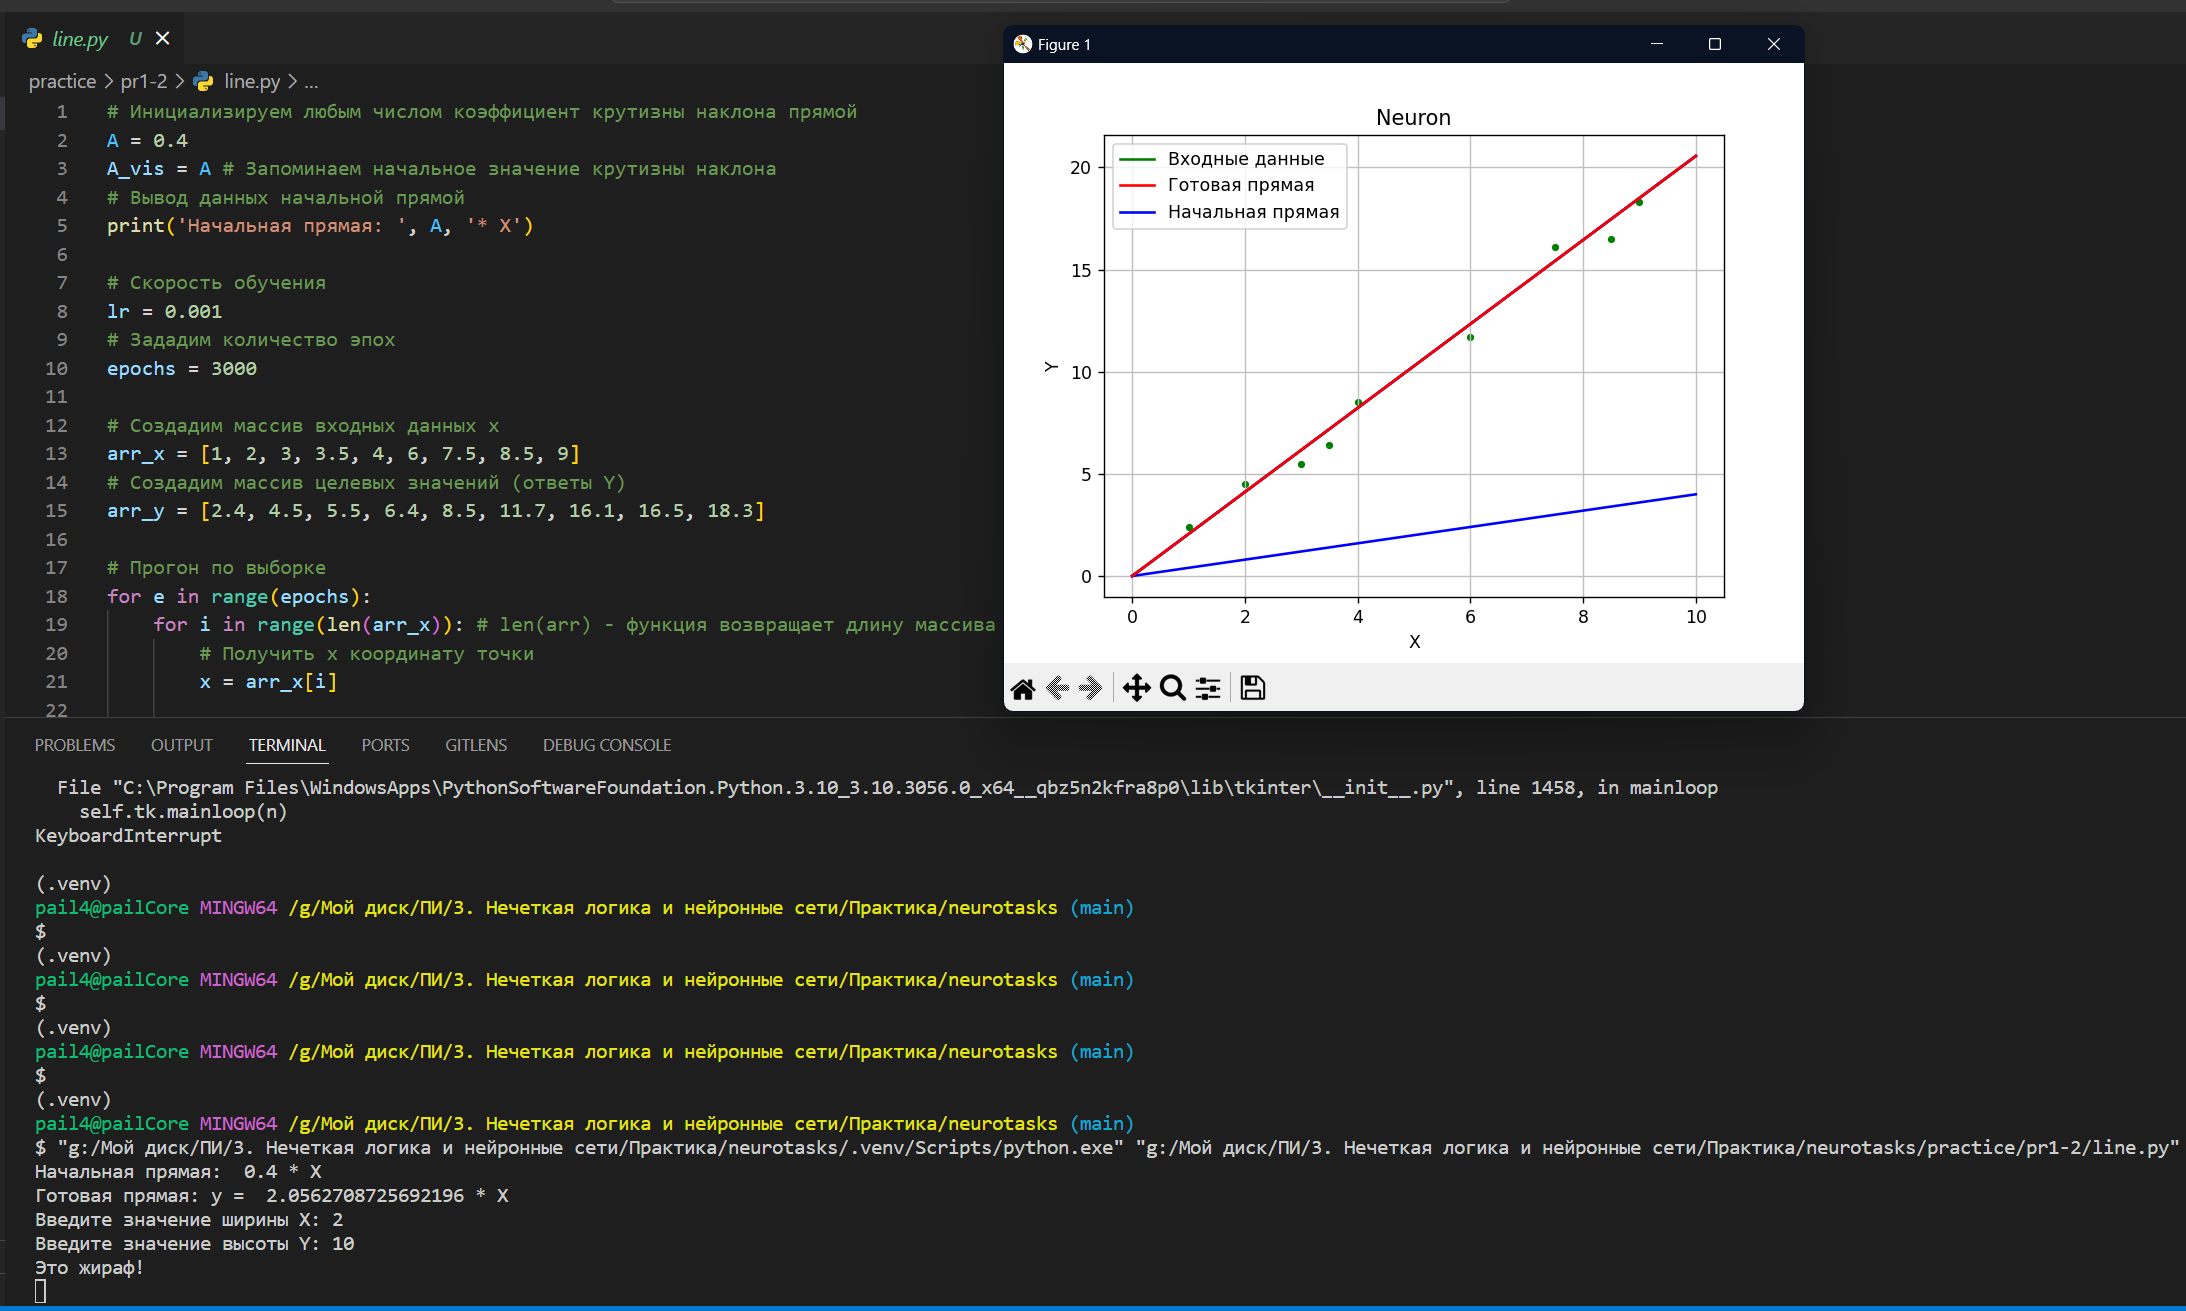 line.py U
practice > pr1-2 > line.py > ...
1 # Инициализируем любым числом коэффициент крутизны наклона прямой
2 A = 0.4
3 A_vis = A # Запоминаем начальное значение крутизны наклона
4 # Вывод данных начальной прямой
5 print('Начальная прямая: ', A, '* X')
6
7 # Скорость обучения
8 lr = 0.001
9 # Зададим количество эпох
10 epochs = 3000
11
12 # Создадим массив входных данных x
13 arr_x = [1, 2, 3, 3.5, 4, 6, 7.5, 8.5, 9]
14 # Создадим массив целевых значений (ответы Y)
15 arr_y = [2.4, 4.5, 5.5, 6.4, 8.5, 11.7, 16.1, 16.5, 18.3]
16
17 # Прогон по выборке
18 for e in range(epochs):
19 for i in range(len(arr_x)): # len(arr) - функция возвращает длину массива
20 # Получить x координату точки
21 x = arr_x[i]
22
Figure 1
Neuron
Входные данные
Готовая прямая
Начальная прямая
20
15
10
5
0
Y
0 2 4 6 8 10
X
PROBLEMS OUTPUT TERMINAL PORTS GITLENS DEBUG CONSOLE
File "C:\Program Files\WindowsApps\PythonSoftwareFoundation.Python.3.10_3.10.3056.0_x64__qbz5n2kfra8p0\lib\tkinter\__init__.py", line 1458, in mainloop
self.tk.mainloop(n)
KeyboardInterrupt
(.venv)
pail4@pailCore MINGW64 /g/Мой диск/ПИ/3. Нечеткая логика и нейронные сети/Практика/neurotasks (main)
$
(.venv)
pail4@pailCore MINGW64 /g/Мой диск/ПИ/3. Нечеткая логика и нейронные сети/Практика/neurotasks (main)
$
(.venv)
pail4@pailCore MINGW64 /g/Мой диск/ПИ/3. Нечеткая логика и нейронные сети/Практика/neurotasks (main)
$
(.venv)
pail4@pailCore MINGW64 /g/Мой диск/ПИ/3. Нечеткая логика и нейронные сети/Практика/neurotasks (main)
$ "g:/Мой диск/ПИ/3. Нечеткая логика и нейронные сети/Практика/neurotasks/.venv/Scripts/python.exe" "g:/Мой диск/ПИ/3. Нечеткая логика и нейронные сети/Практика/neurotasks/practice/pr1-2/line.py"
Начальная прямая:  0.4 * X
Готовая прямая: y =  2.0562708725692196 * X
Введите значение ширины X: 2
Введите значение высоты Y: 10
Это жираф!